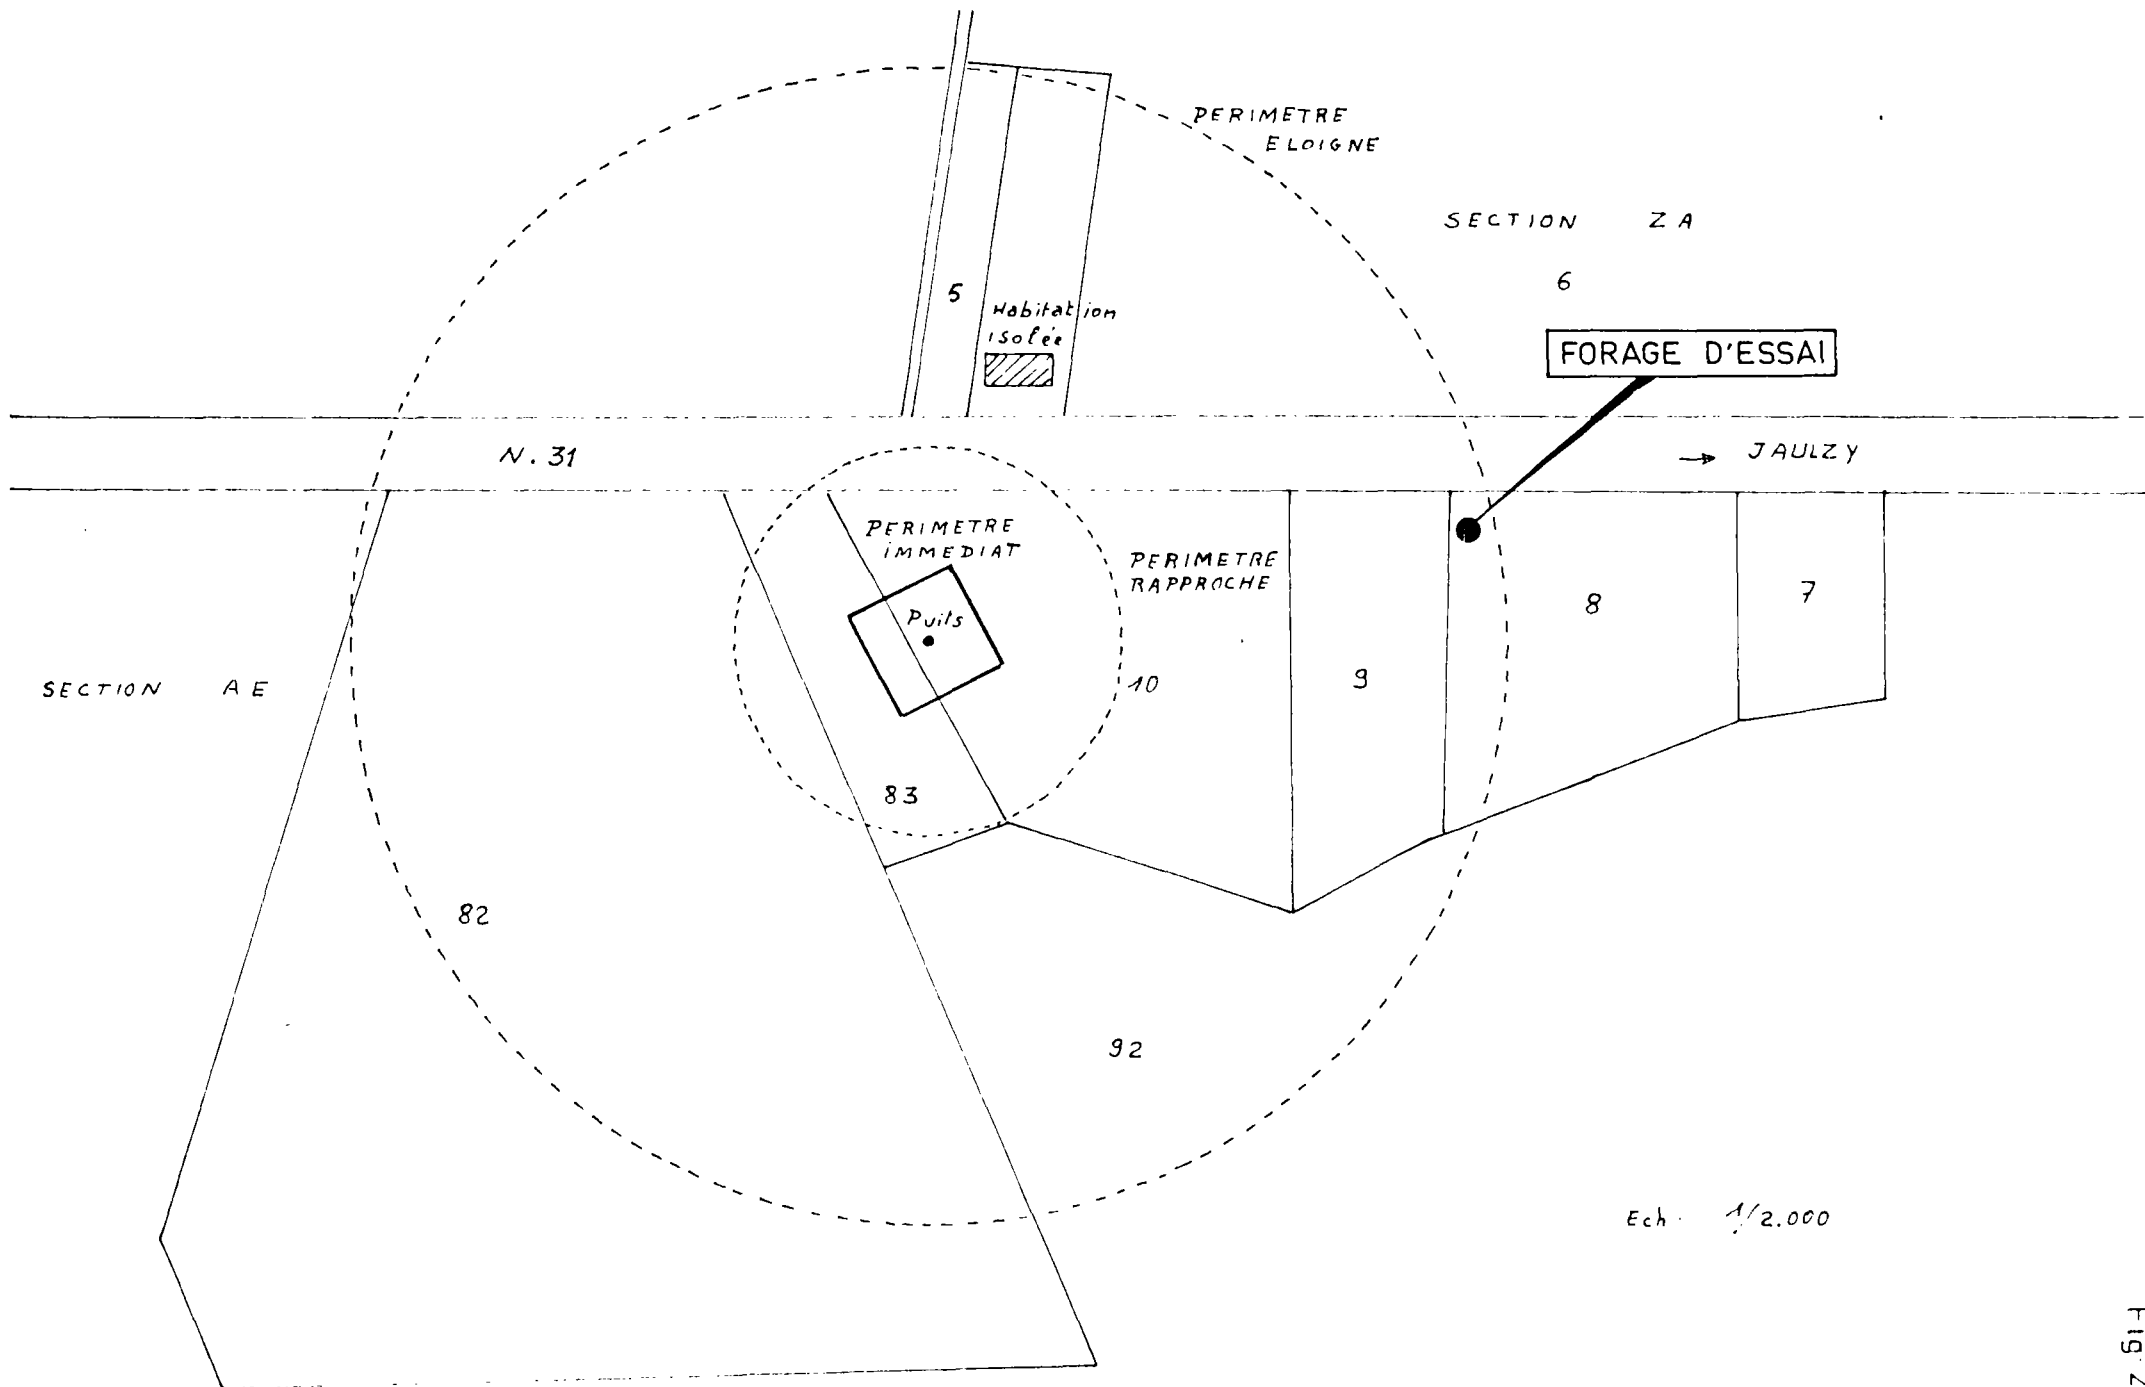 PERIMETRE
ELOIGNE
SECTION ZA
6
5
Habitation
isolée
FORAGE D'ESSAI
N.31
→ JAULZY
PERIMETRE
IMMEDIAT
PERIMETRE
RAPPROCHE
Puits
8
7
9
10
SECTION AE
83
82
92
Ech. 1/2.000
Fig. 2